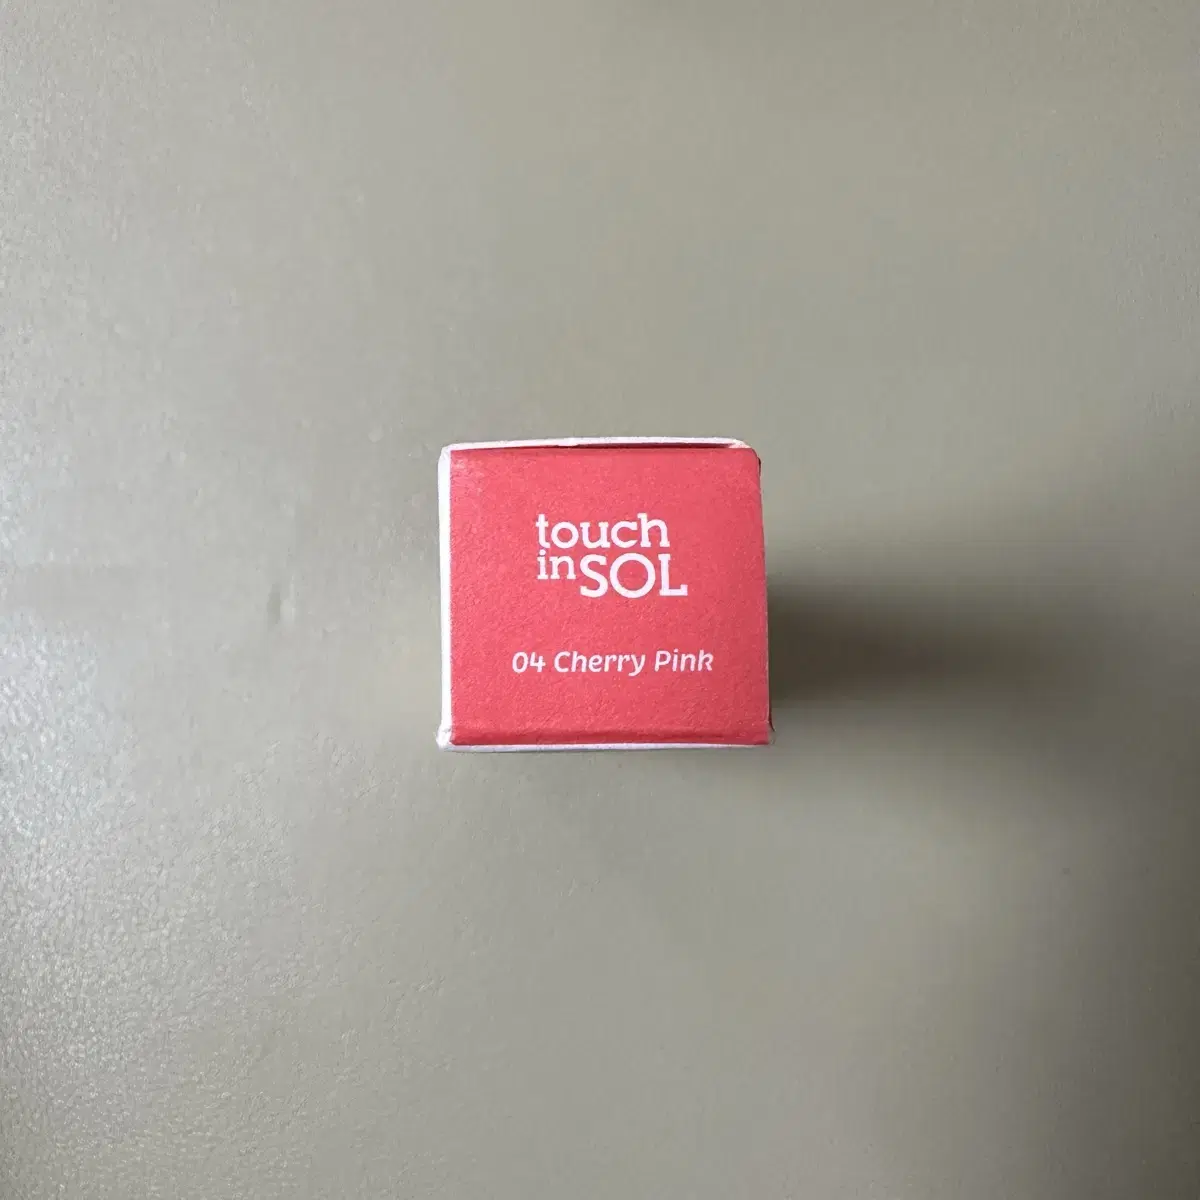 touch
in SOL
04 Cherry Pink